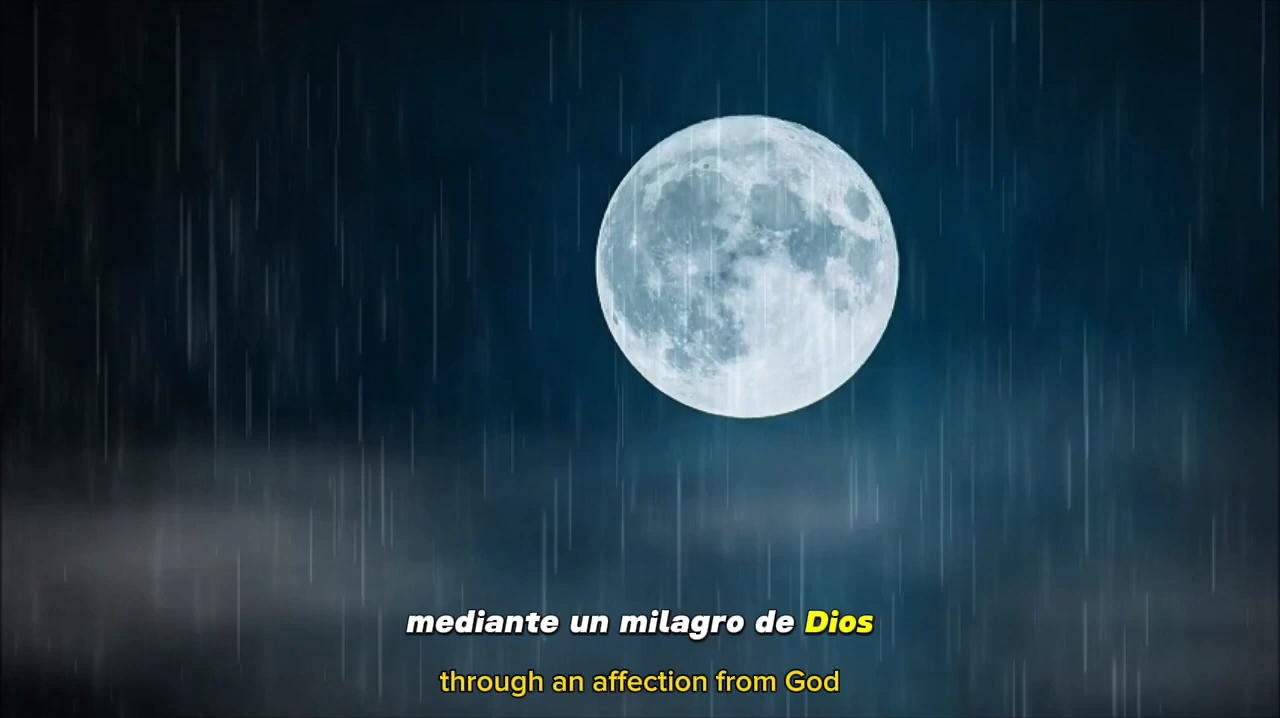 mediante un milagro de Dios
through an affection from God